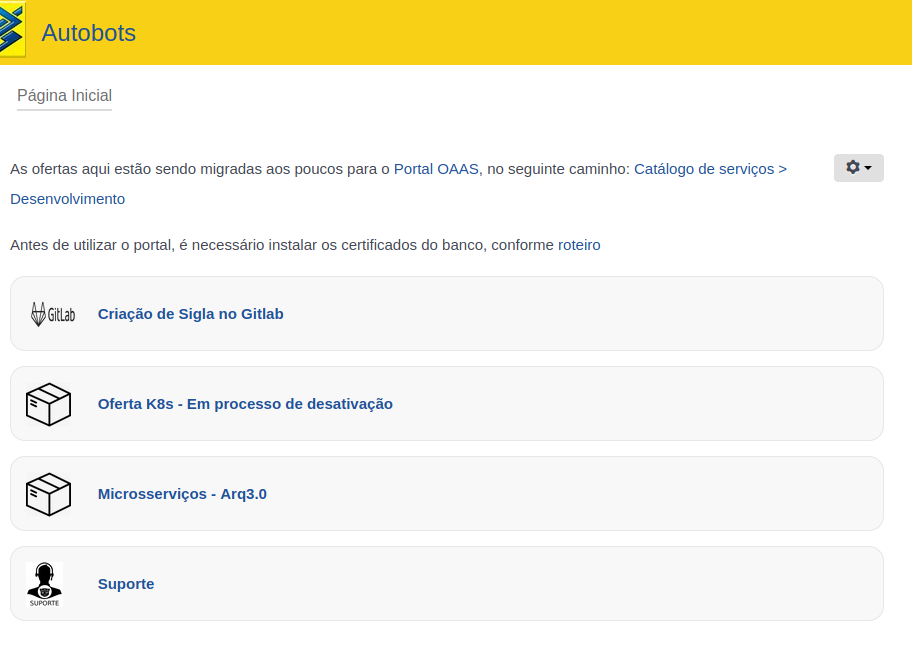 Autobots
Página Inicial
As ofertas aqui estão sendo migradas aos poucos para o Portal OAAS, no seguinte caminho: Catálogo de serviços >
Desenvolvimento
Antes de utilizar o portal, é necessário instalar os certificados do banco, conforme roteiro
GitLab
Criação de Sigla no Gitlab
Oferta K8s - Em processo de desativação
Microsserviços - Arq3.0
SUPORTE
Suporte